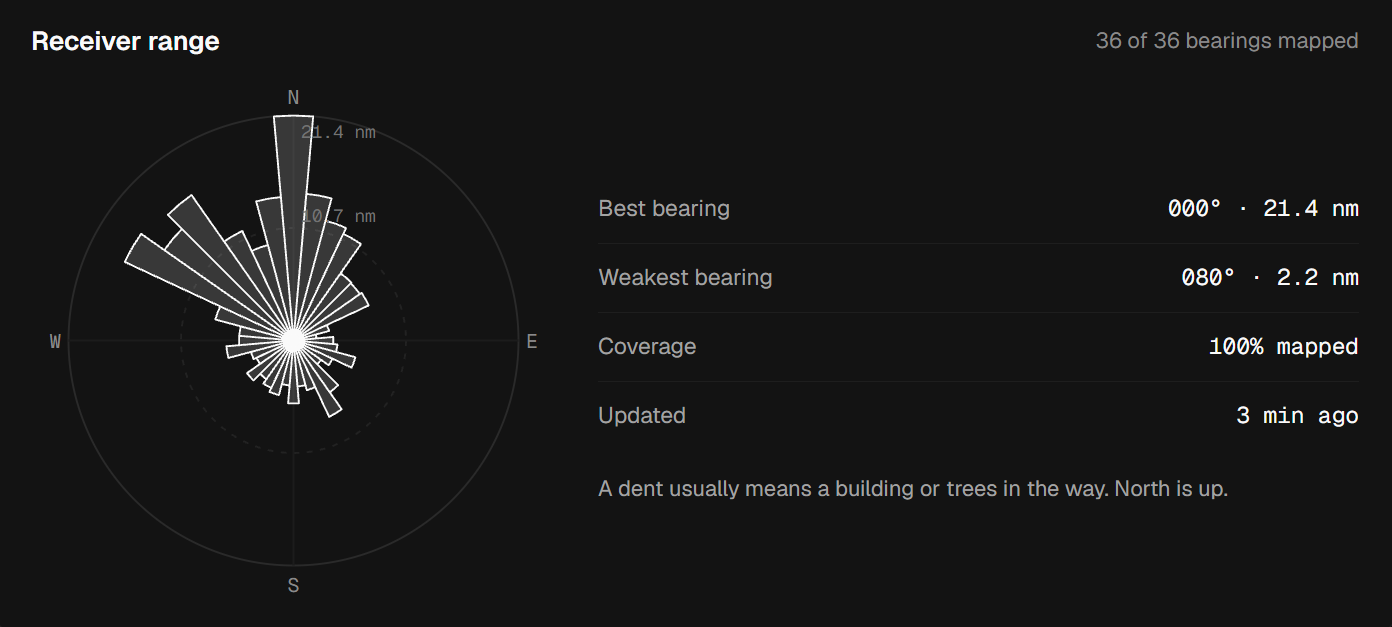 Receiver range
36 of 36 bearings mapped
N
21.4 nm
10.7 nm
W
E
S
Best bearing
000° · 21.4 nm
Weakest bearing
080° · 2.2 nm
Coverage
100% mapped
Updated
3 min ago
A dent usually means a building or trees in the way. North is up.